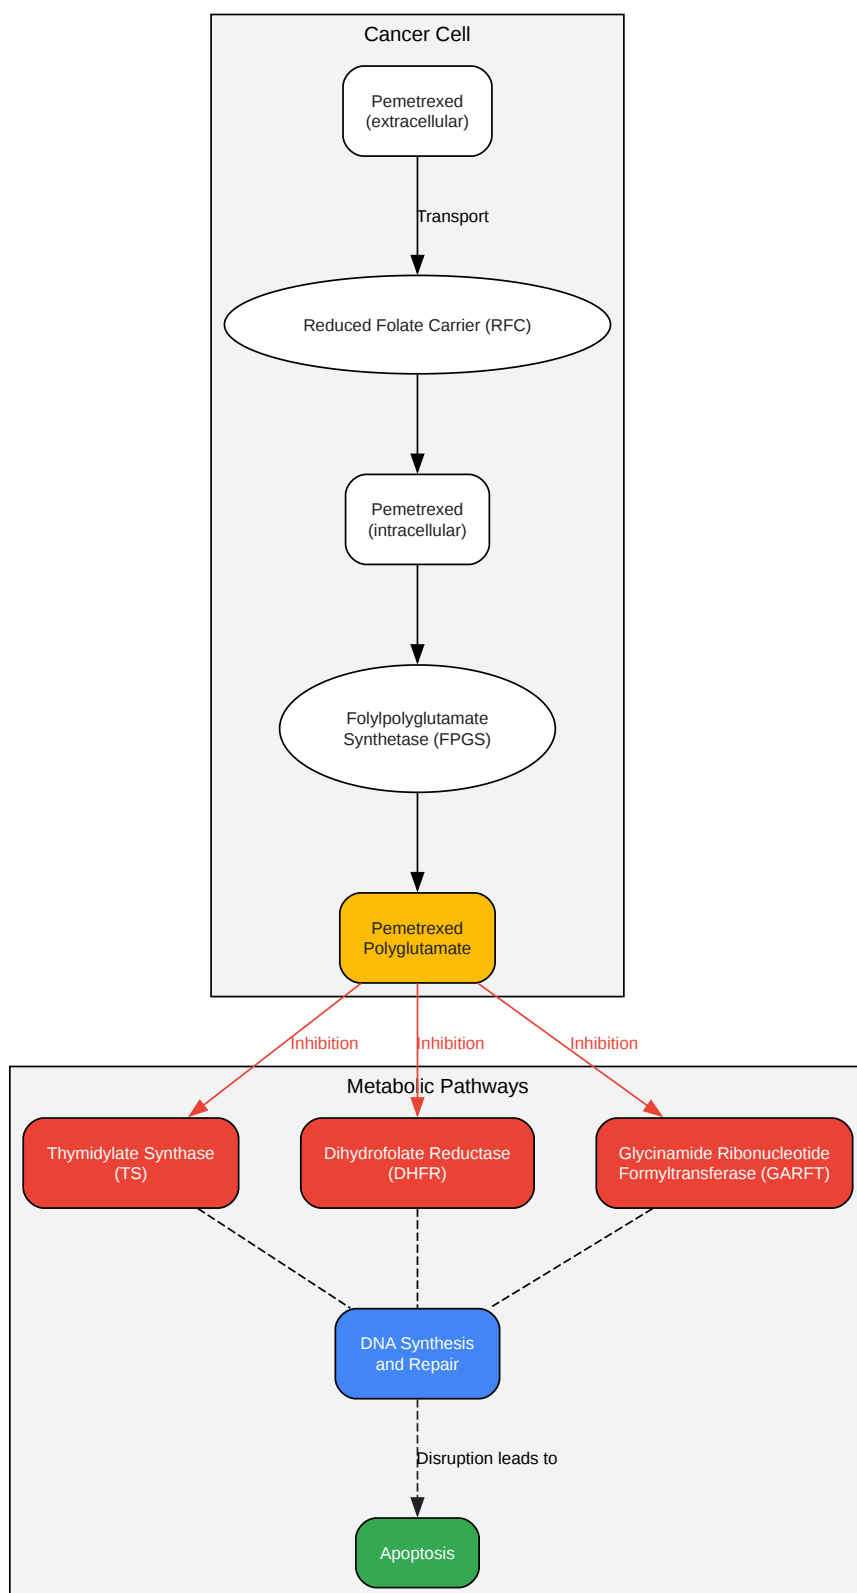 Cancer Cell
Pemetrexed
(extracellular)
Transport
Reduced Folate Carrier (RFC)
Pemetrexed
(intracellular)
Folylpolyglutamate
Synthetase (FPGS)
Pemetrexed
Polyglutamate
Inhibition
Inhibition
Inhibition
Metabolic Pathways
Thymidylate Synthase
(TS)
Dihydrofolate Reductase
(DHFR)
Glycinamide Ribonucleotide
Formyltransferase (GARFT)
DNA Synthesis
and Repair
Disruption leads to
Apoptosis